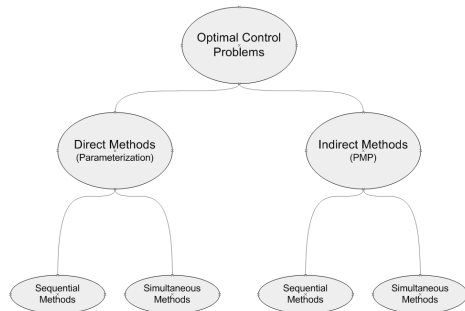 Optimal Control
Problems
Direct Methods
(Parameterization)
Indirect Methods
(PMP)
Sequential
Methods
Simultaneous
Methods
Sequential
Methods
Simultaneous
Methods